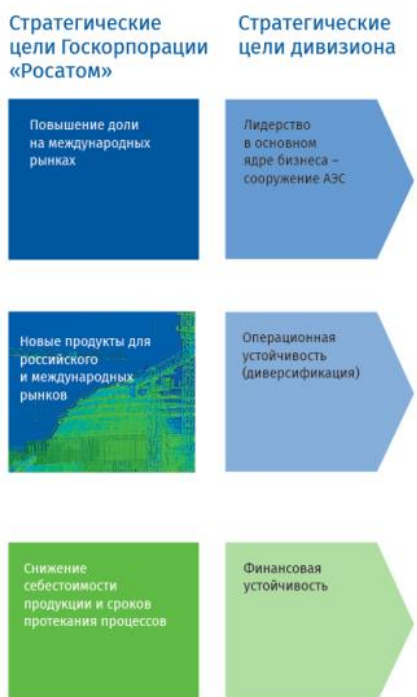 Стратегические
цели Госкорпорации
«Росатом»
Стратегические
цели дивизиона
Повышение доли
на международных
рынках
Лидерство
в основном
ядре бизнеса –
сооружение АЭС
Новые продукты для
российского
и международных
рынков
Операционная
устойчивость
(диверсификация)
Снижение
себестоимости
продукции и сроков
протекания процессов
Финансовая
устойчивость